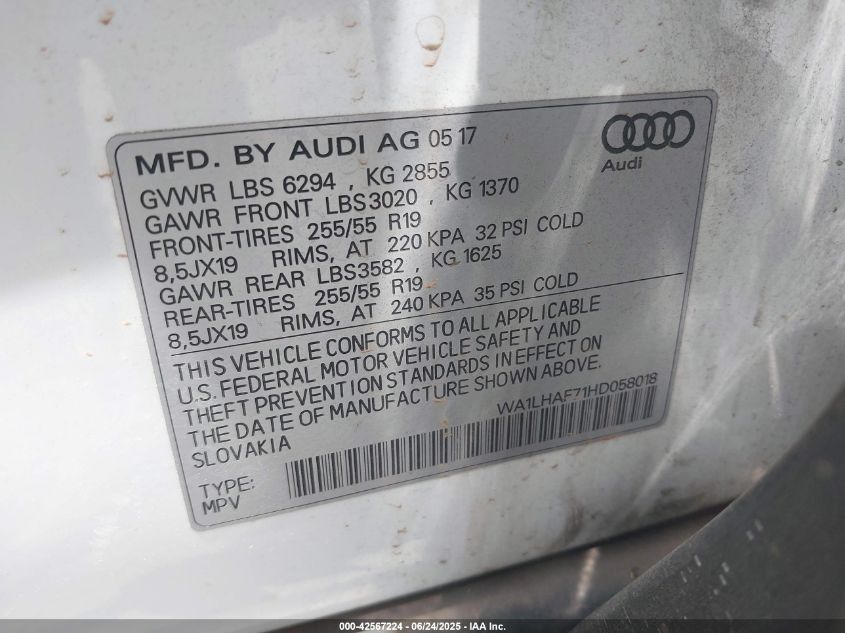 MFD. BY AUDI AG 05 17
Audi
GVWR LBS 6294 , KG 2855
GAWR FRONT LBS3020 , KG 1370
FRONT-TIRES 255/55 R19
8,5JX19 RIMS, AT 220 KPA 32 PSI COLD
GAWR REAR LBS3582 , KG 1625
REAR-TIRES 255/55 R19
8,5JX19 RIMS, AT 240 KPA 35 PSI COLD
THIS VEHICLE CONFORMS TO ALL APPLICABLE
U.S. FEDERAL MOTOR VEHICLE SAFETY AND
THEFT PREVENTION STANDARDS IN EFFECT ON
THE DATE OF MANUFACTURE SHOWN ABOVE.
SLOVAKIA
WA1LHAF71HD058018
TYPE:
MPV
000-42567224 - 06/24/2025 - IAA Inc.